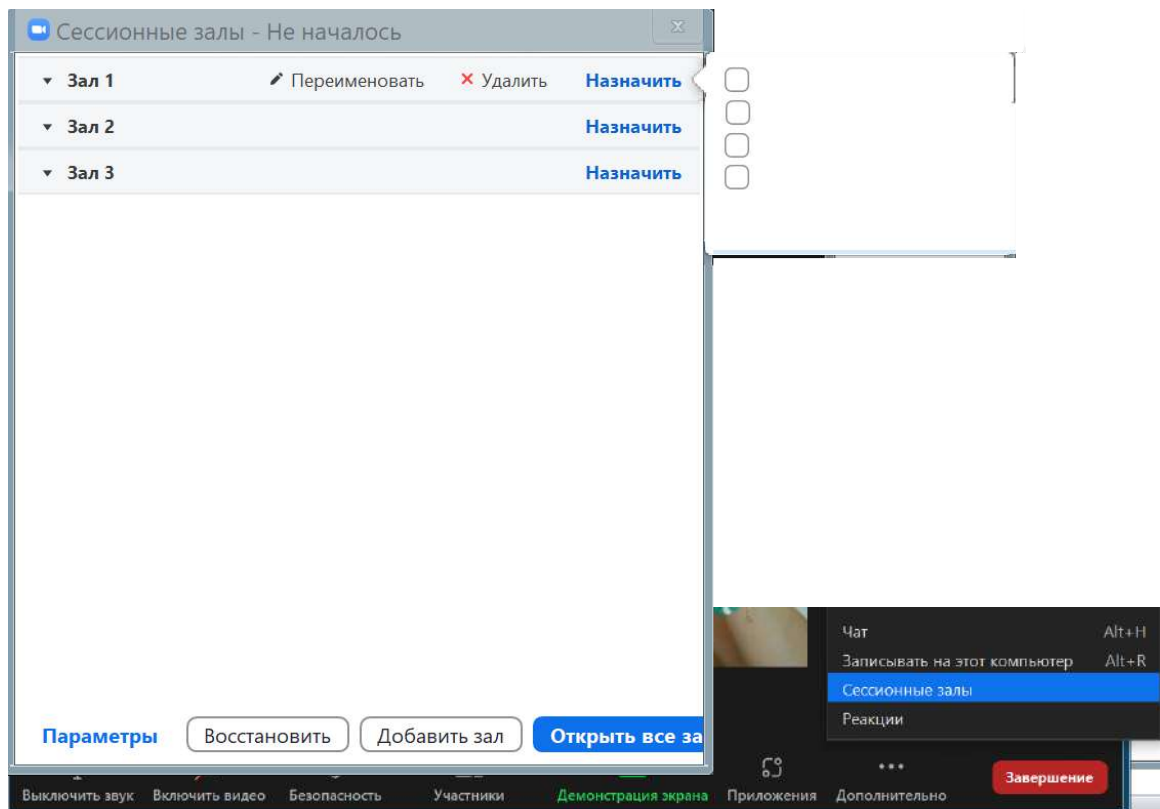 Сессионные залы - Не началось
Зал 1 Переименовать Удалить Назначить
Зал 2 Назначить
Зал 3 Назначить
Чат Alt+H
Записывать на этот компьютер Alt+R
Сессионные залы
Реакции
Параметры Восстановить Добавить зал Открыть все за
Выключить звук Включить видео Безопасность Участники Демонстрация экрана Приложения Дополнительно Завершение